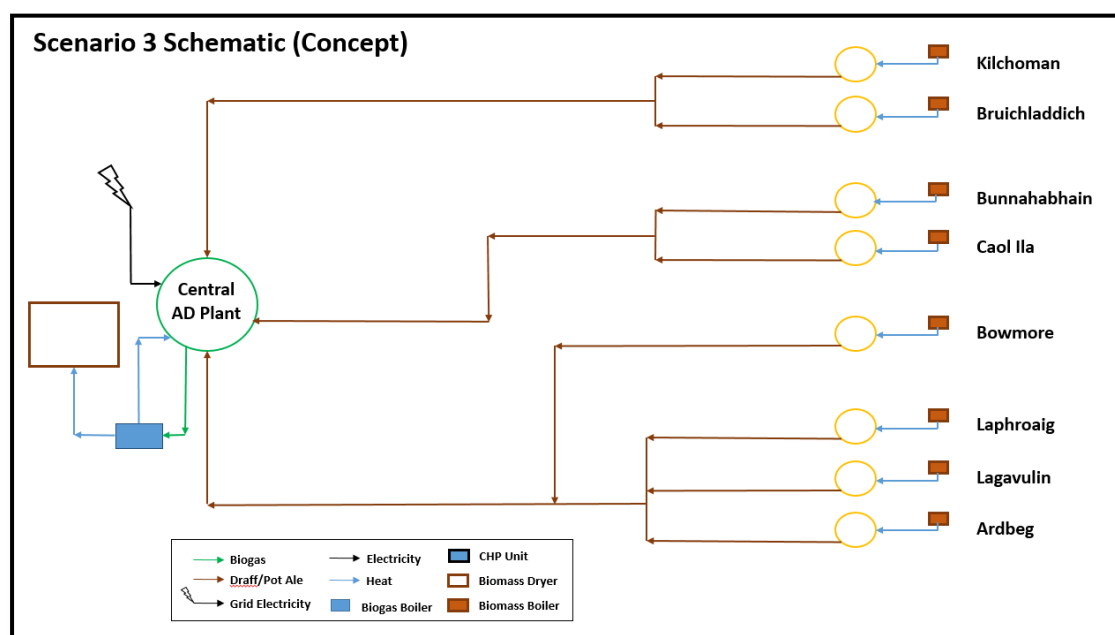 Scenario 3 Schematic (Concept)
Kilchoman
Bruichladdich
Bunnahabhain
Caol Ila
Central
AD Plant
Bowmore
Laphroaig
Lagavulin
Ardbeg
Biogas
Electricity
CHP Unit
Draff/Pot Ale
Heat
Biomass Dryer
Grid Electricity
Biogas Boiler
Biomass Boiler